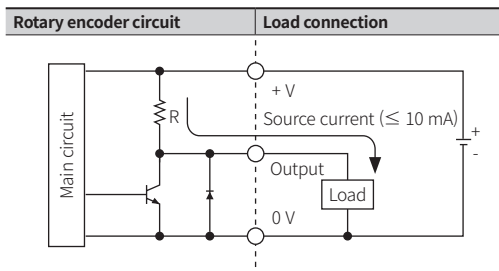 Rotary encoder circuit
Load connection
+ V
R
Source current (≤ 10 mA)
+
-
Main circuit
Output
Load
0 V